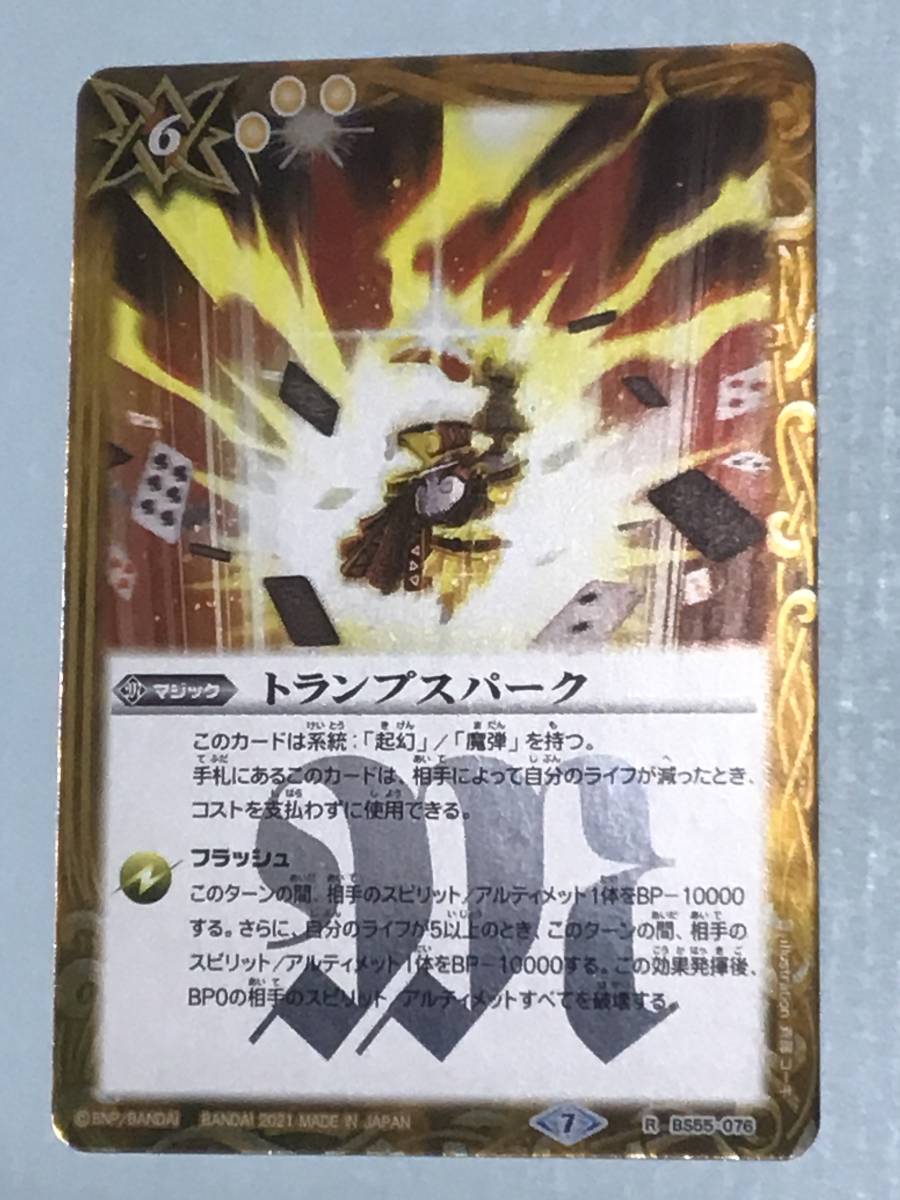 6
マジック トランプスパーク
このカードは系統:「起幻」/「魔弾」を持つ。
手札にあるこのカードは、相手によって自分のライフが減ったとき、
コストを支払わずに使用できる。
フラッシュ
このターンの間、相手のスピリット/アルティメット1体をBP-10000
する。さらに、自分のライフが5以上のとき、このターンの間、相手の
スピリット/アルティメット1体をBP-10000する。この効果発揮後、
BP0の相手のスピリット/アルティメットすべてを破壊する。
illustration
©BNP/BANDAI BANDAI 2021 MADE IN JAPAN
7
R BS55-076